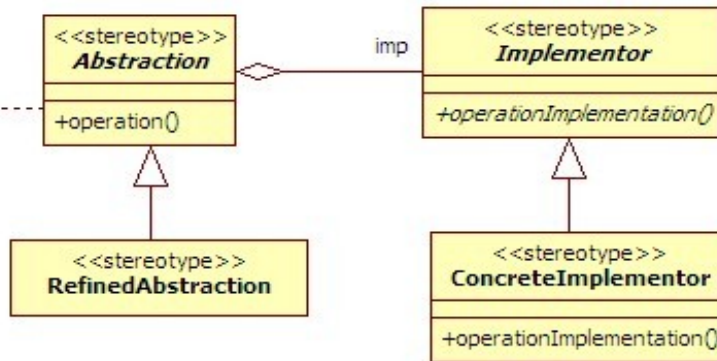 <<stereotype>>
Abstraction
+operation()
imp
<<stereotype>>
Implementor
+operationImplementation()
<<stereotype>>
RefinedAbstraction
<<stereotype>>
ConcreteImplementor
+operationImplementation()